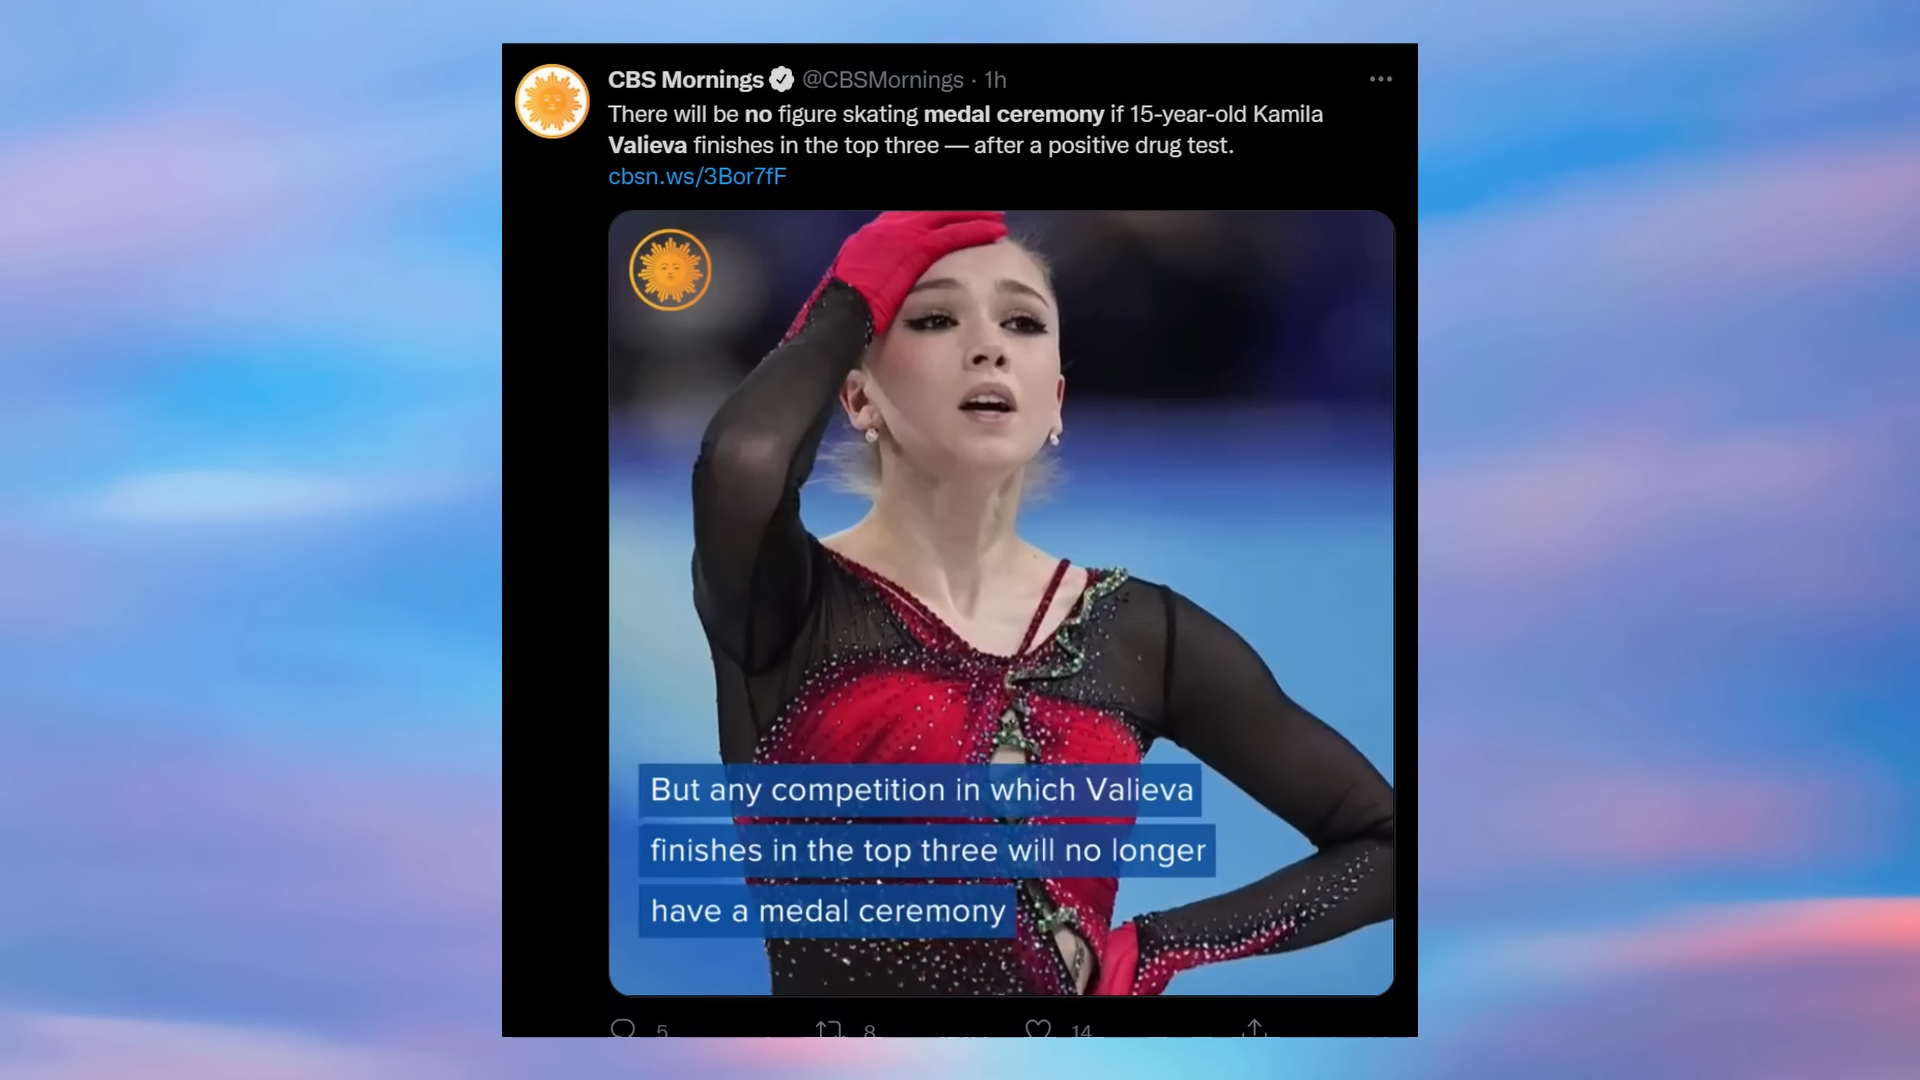 CBS Mornings @CBSMornings · 1h
There will be no figure skating medal ceremony if 15-year-old Kamila
Valieva finishes in the top three — after a positive drug test.
cbsn.ws/3Bor7fF
But any competition in which Valieva
finishes in the top three will no longer
have a medal ceremony
5 8 14